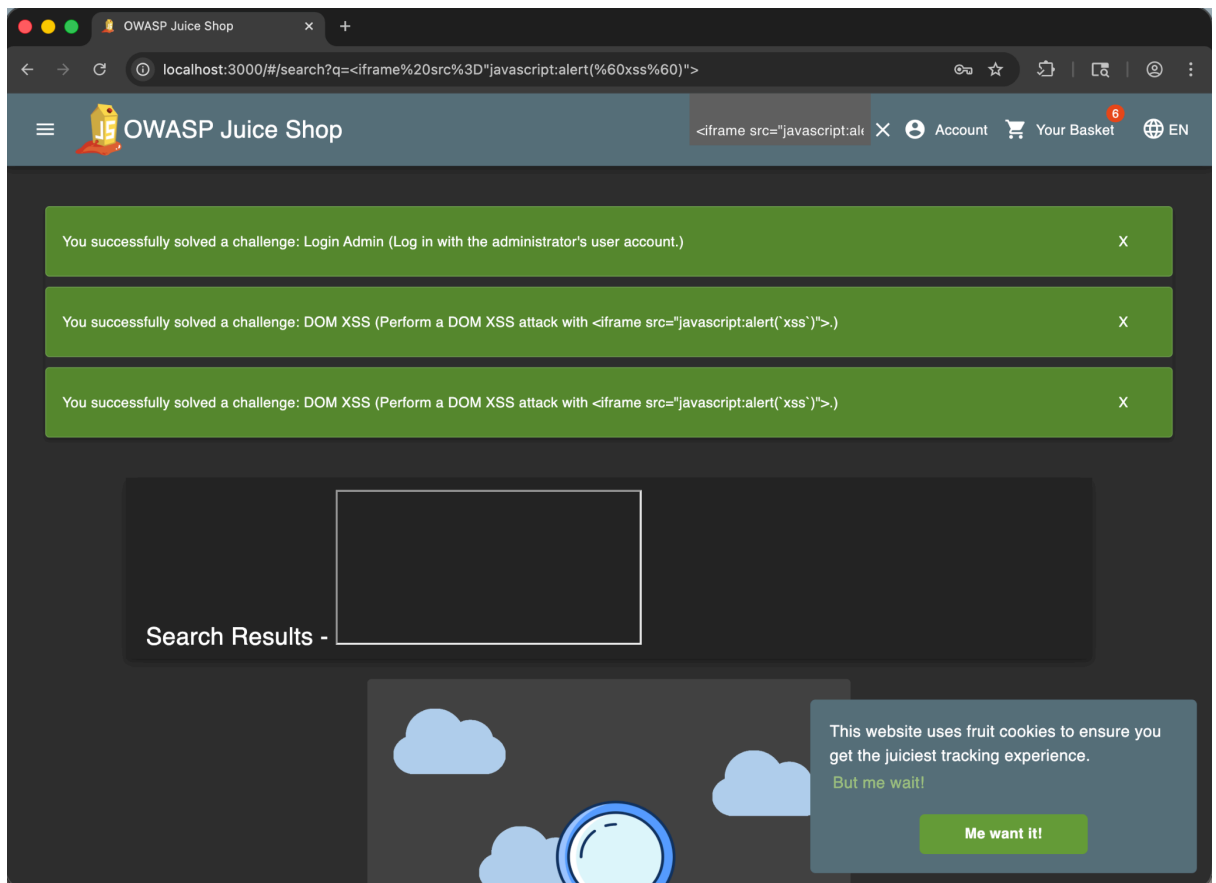 OWASP Juice Shop
localhost:3000/#/search?q=<iframe%20src%3D"javascript:alert(%60xss%60)">
JS
OWASP Juice Shop
<iframe src="javascript:ale
Account
6
Your Basket
EN
You successfully solved a challenge: Login Admin (Log in with the administrator's user account.)
X
You successfully solved a challenge: DOM XSS (Perform a DOM XSS attack with <iframe src="javascript:alert(`xss`)">.)
X
You successfully solved a challenge: DOM XSS (Perform a DOM XSS attack with <iframe src="javascript:alert(`xss`)">.)
X
Search Results -
This website uses fruit cookies to ensure you
get the juiciest tracking experience.
But me wait!
Me want it!